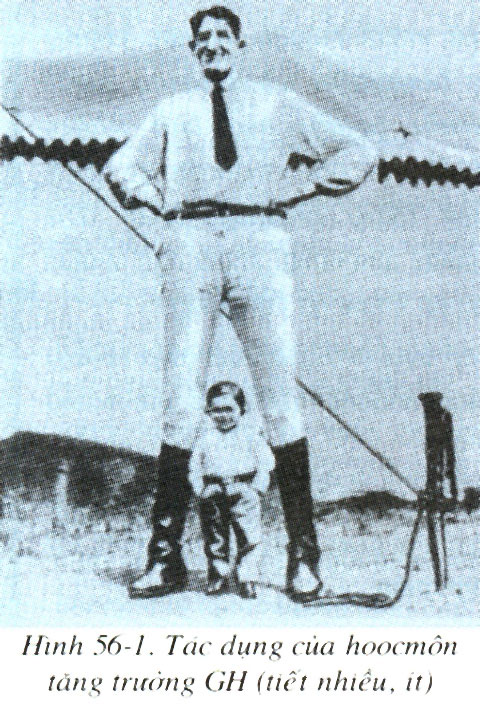 Hình 56-1. Tác dụng của hoocmôn
tăng trưởng GH (tiết nhiều, ít)